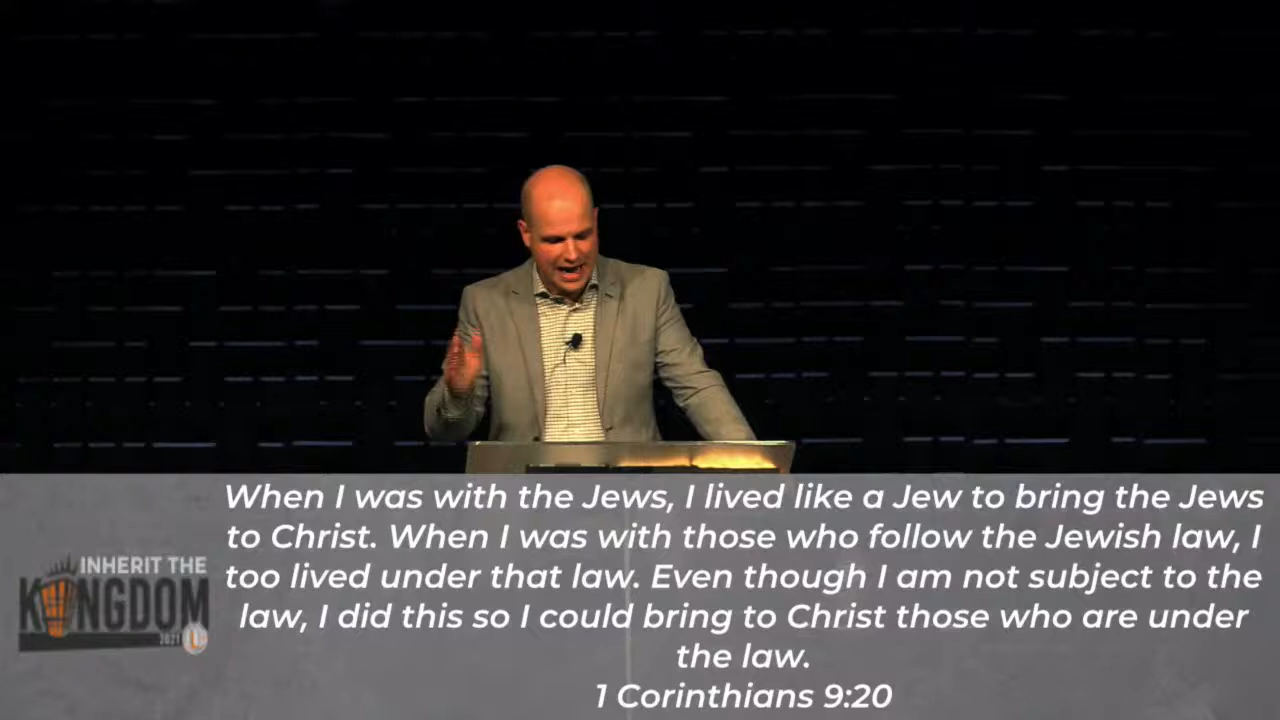 When I was with the Jews, I lived like a Jew to bring the Jews
to Christ. When I was with those who follow the Jewish law, I
too lived under that law. Even though I am not subject to the
law, I did this so I could bring to Christ those who are under
the law.
1 Corinthians 9:20
INHERIT THE
KINGDOM
2021